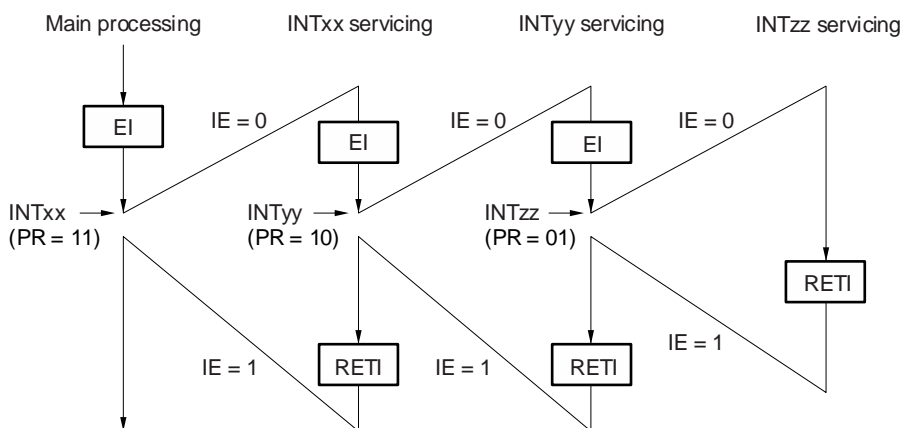 Main processing INTxx servicing INTyy servicing INTzz servicing
EI IE = 0 EI IE = 0 EI IE = 0
INTxx INTyy INTzz
(PR = 11) (PR = 10) (PR = 01)
RETI
IE = 1 RETI IE = 1 RETI IE = 1